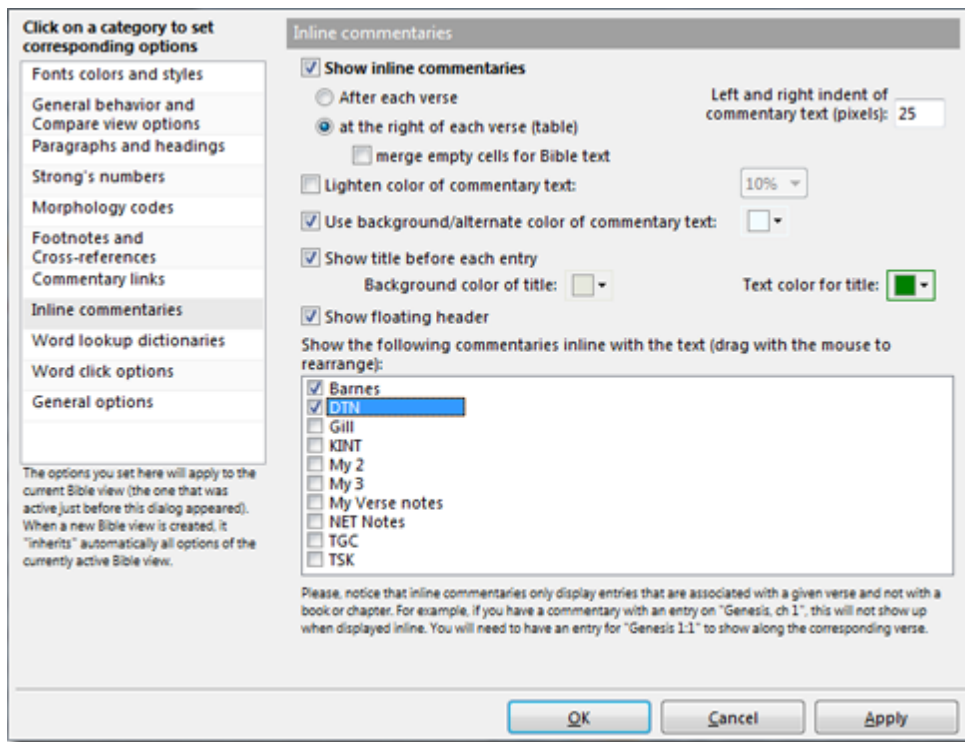 Click on a category to set
corresponding options
Fonts colors and styles
General behavior and
Compare view options
Paragraphs and headings
Strong's numbers
Morphology codes
Footnotes and
Cross-references
Commentary links
Inline commentaries
Word lookup dictionaries
Word click options
General options
The options you set here will apply to the
current Bible view (the one that was
active just before this dialog appeared).
When a new Bible view is created, it
"inherits" automatically all options of the
currently active Bible view.
Inline commentaries
Show inline commentaries
After each verse
at the right of each verse (table)
merge empty cells for Bible text
Left and right indent of
commentary text (pixels): 25
Lighten color of commentary text: 10%
Use background/alternate color of commentary text:
Show title before each entry
Background color of title: Text color for title:
Show floating header
Show the following commentaries inline with the text (drag with the mouse to
rearrange):
Barnes
DTN
Gill
KINT
My 2
My 3
My Verse notes
NET Notes
TGC
TSK
Please, notice that inline commentaries only display entries that are associated with a given verse and not with a
book or chapter. For example, if you have a commentary with an entry on "Genesis, ch 1", this will not show up
when displayed inline. You will need to have an entry for "Genesis 1:1" to show along the corresponding verse.
OK Cancel Apply